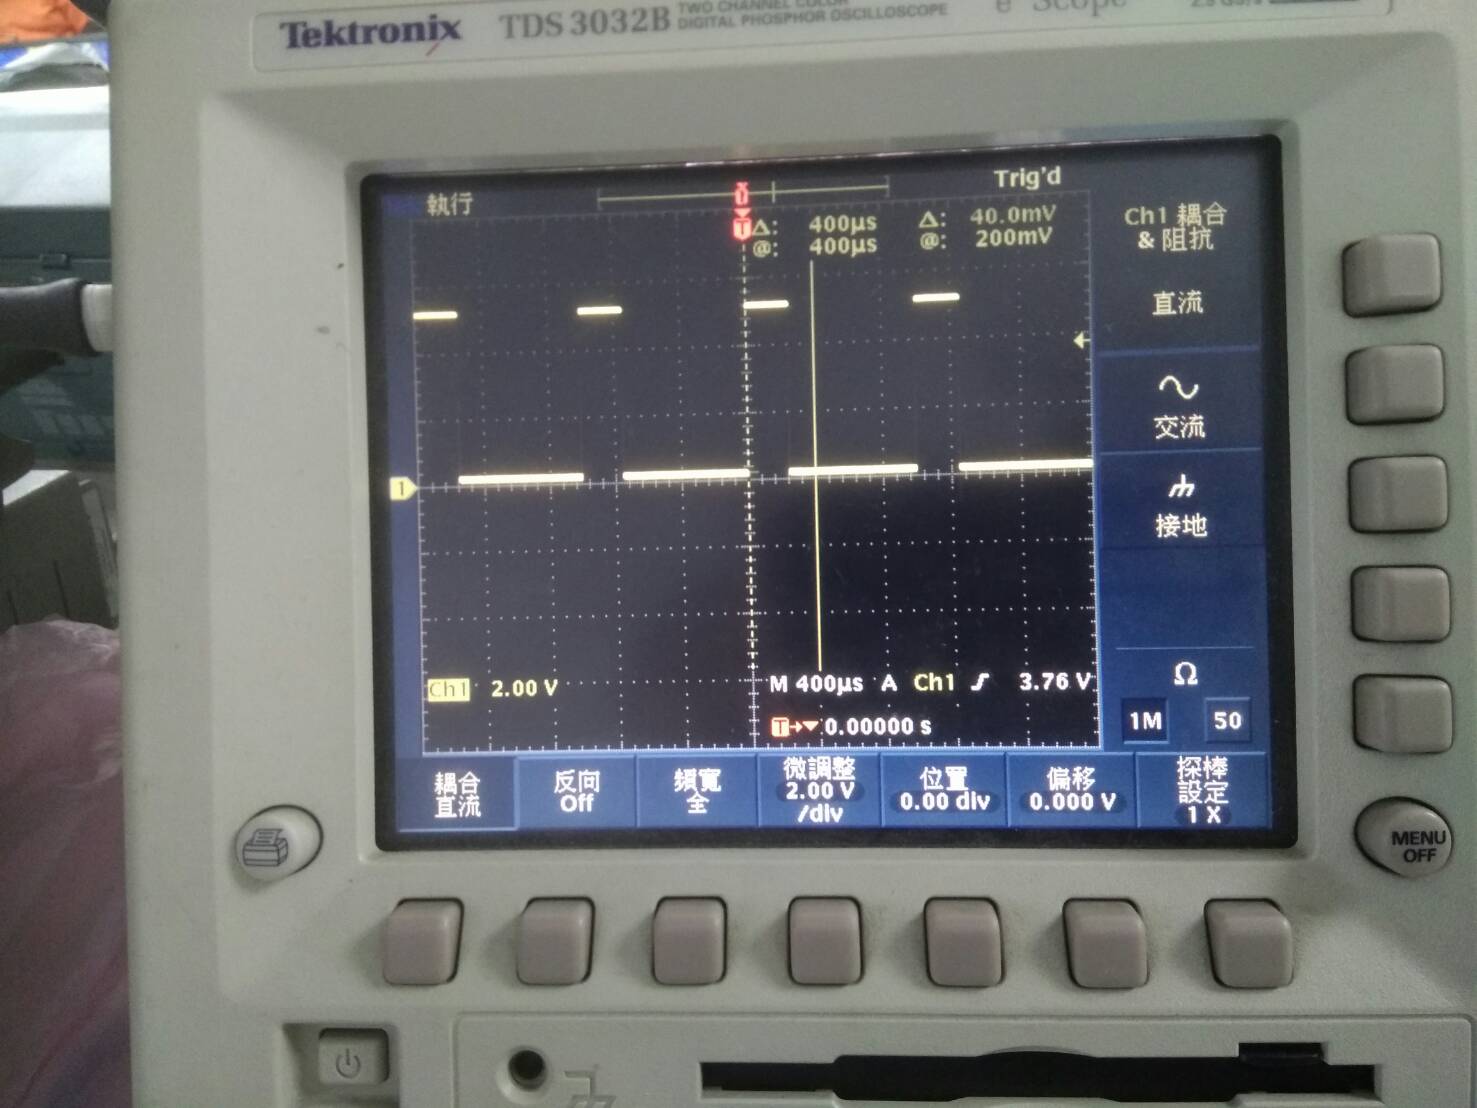 Tektronix TDS 3032B TWO CHANNEL COLOR
DIGITAL PHOSPHOR OSCILLOSCOPE
e Scope
執行
Trig'd
T
T
Δ: 400μs Δ: 40.0mV
@: 400μs @: 200mV
Ch1 耦合
& 阻抗
直流
交流
1
接地
Ω
1M 50
Ch1 2.00 V
M 400μs A Ch1 3.76 V
T 0.00000 s
耦合
直流
反向
Off
頻寬
全
微調整
2.00 V
/div
位置
0.00 div
偏移
0.000 V
探棒
設定
1 X
MENU
OFF